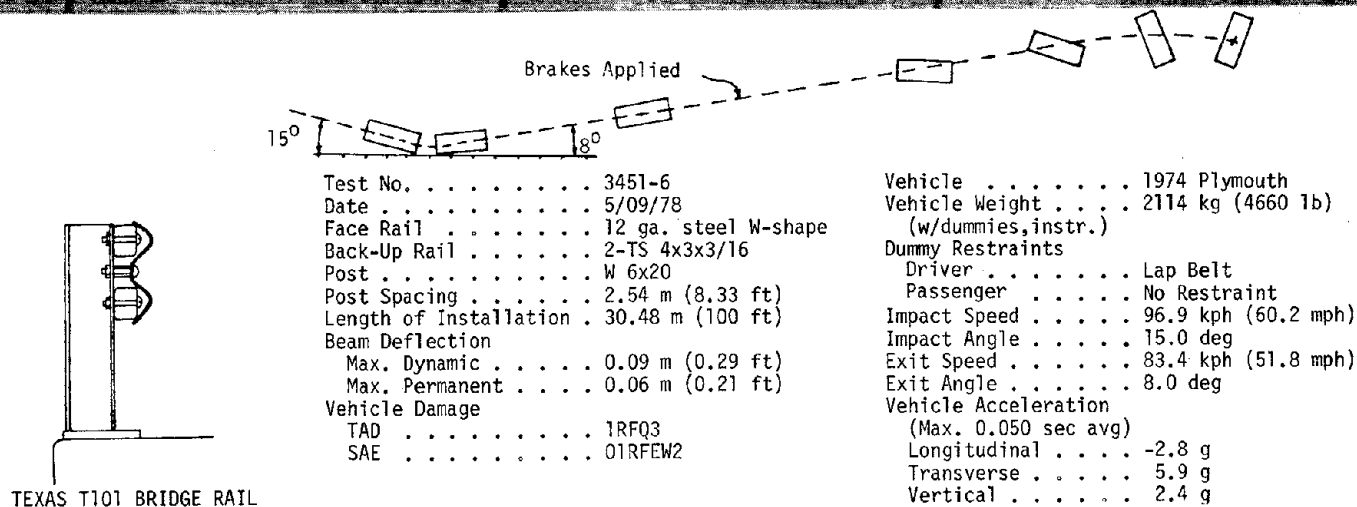 Brakes Applied
15°
8°
Test No. . . . . . . . . . 3451-6
Date . . . . . . . . . . . 5/09/78
Face Rail . . . . . . . 12 ga. steel W-shape
Back-Up Rail . . . . . . 2-TS 4x3x3/16
Post . . . . . . . . . . W 6x20
Post Spacing . . . . . . 2.54 m (8.33 ft)
Length of Installation . 30.48 m (100 ft)
Beam Deflection
Max. Dynamic . . . . . 0.09 m (0.29 ft)
Max. Permanent . . . . 0.06 m (0.21 ft)
Vehicle Damage
TAD . . . . . . . . . . 1RFQ3
SAE . . . . . . . . . . 01RFEW2
Vehicle . . . . . . . 1974 Plymouth
Vehicle Weight . . . . 2114 kg (4660 lb)
(w/dummies,instr.)
Dummy Restraints
Driver . . . . . . . Lap Belt
Passenger . . . . . No Restraint
Impact Speed . . . . . 96.9 kph (60.2 mph)
Impact Angle . . . . . 15.0 deg
Exit Speed . . . . . . 83.4 kph (51.8 mph)
Exit Angle . . . . . . 8.0 deg
Vehicle Acceleration
(Max. 0.050 sec avg)
Longitudinal . . . . -2.8 g
Transverse . . . . . 5.9 g
Vertical . . . . . . 2.4 g
TEXAS T101 BRIDGE RAIL